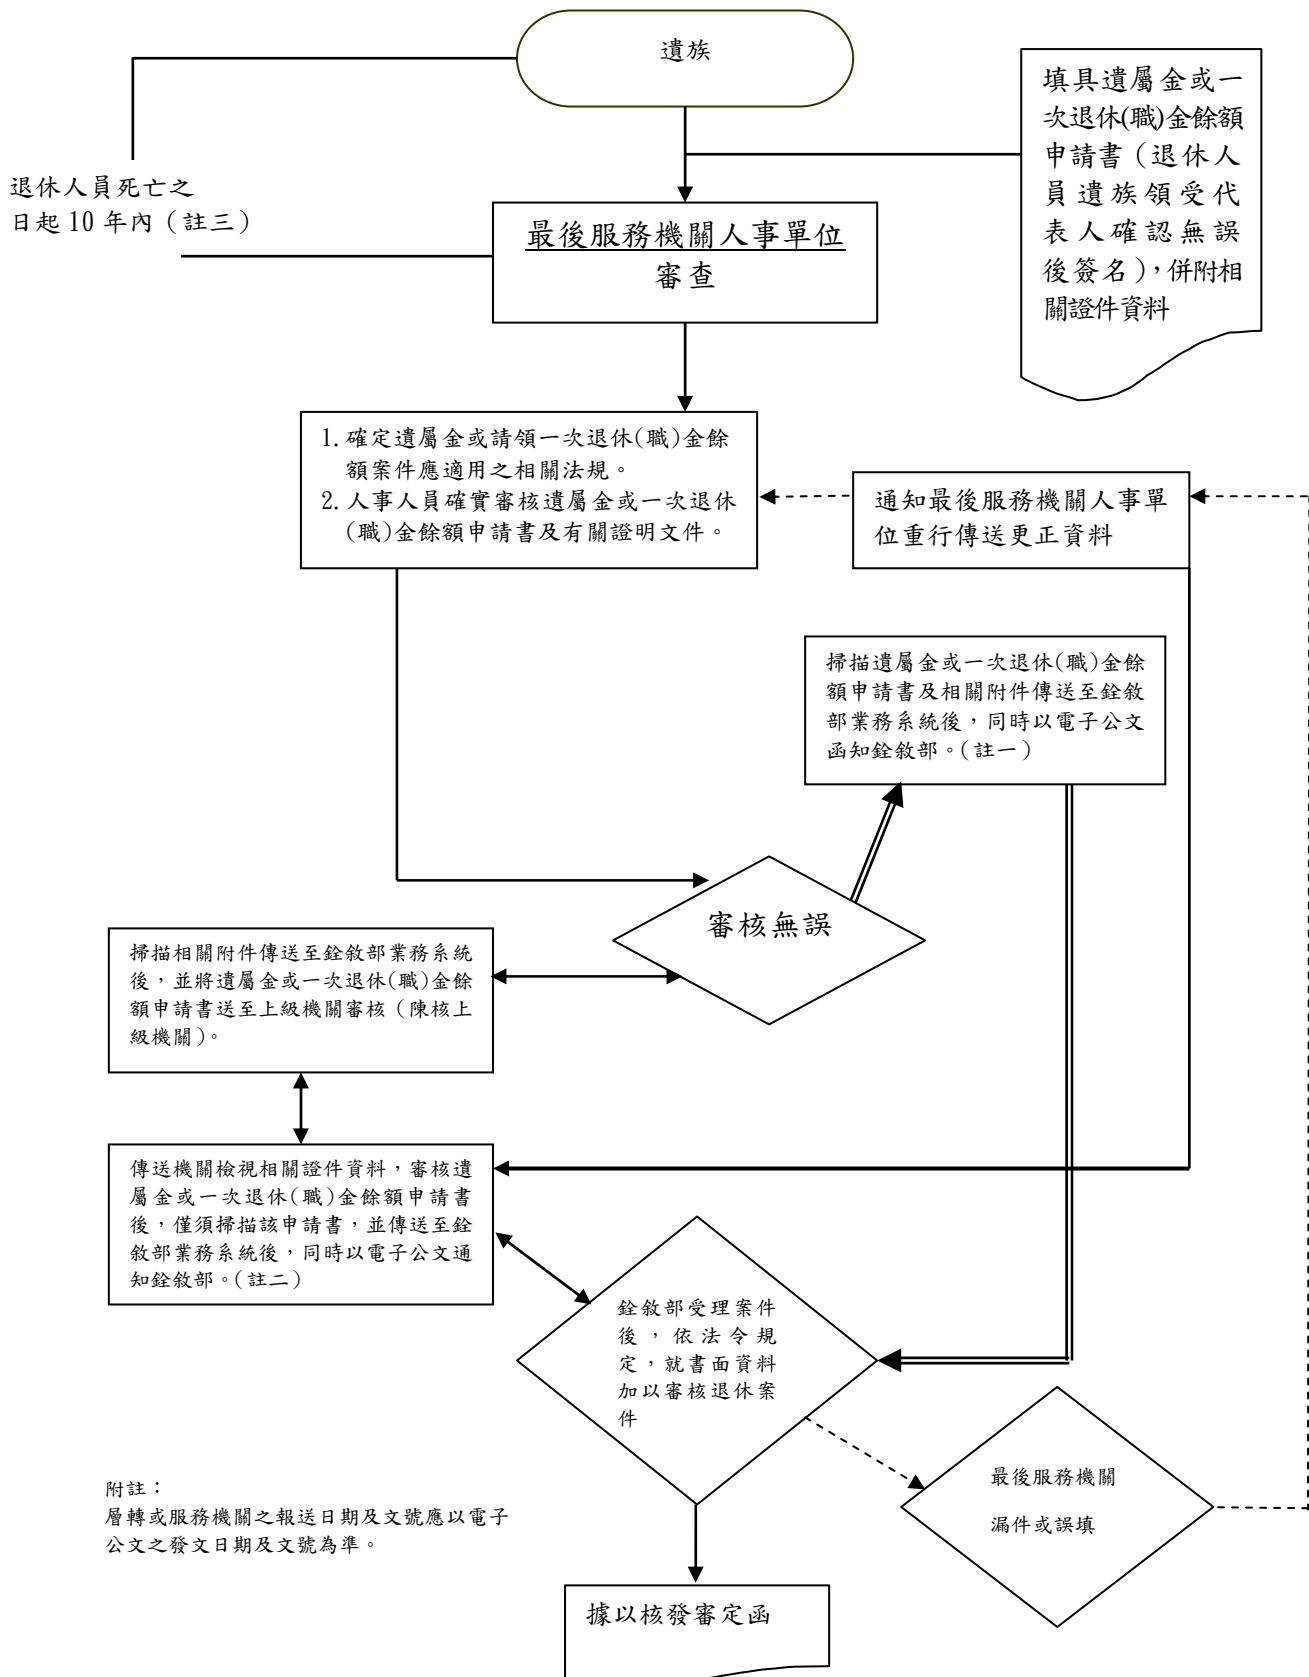 遺族
填具遺屬金或一
次退休(職)金餘額
申請書（退休人
員遺族領受代
表人確認無誤
後簽名），併附相
關證件資料
退休人員死亡之
日起 10 年內（註三）
最後服務機關人事單位
審查
1. 確定遺屬金或請領一次退休(職)金餘
額案件應適用之相關法規。
2. 人事人員確實審核遺屬金或一次退休
(職)金餘額申請書及有關證明文件。
通知最後服務機關人事單
位重行傳送更正資料
掃描遺屬金或一次退休(職)金餘
額申請書及相關附件傳送至銓敘
部業務系統後，同時以電子公文
函知銓敘部。(註一)
審核無誤
掃描相關附件傳送至銓敘部業務系統
後，並將遺屬金或一次退休(職)金餘
額申請書送至上級機關審核（陳核上
級機關）。
傳送機關檢視相關證件資料，審核遺
屬金或一次退休(職)金餘額申請書
後，僅須掃描該申請書，並傳送至銓
敘部業務系統後，同時以電子公文通
知銓敘部。(註二)
銓敘部受理案件
後，依法令規
定，就書面資料
加以審核退休案
件
最後服務機關
漏件或誤填
附註：
層轉或服務機關之報送日期及文號應以電子
公文之發文日期及文號為準。
據以核發審定函